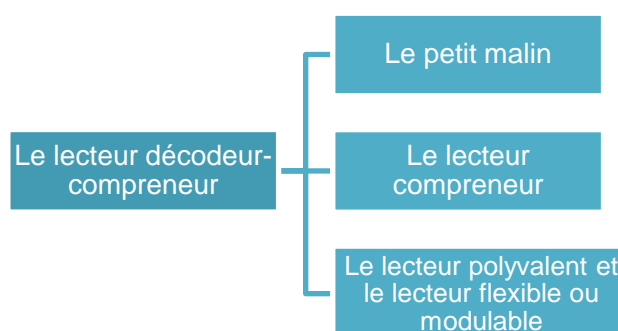 Le petit malin
Le lecteur décodeur-
compreneur
Le lecteur
compreneur
Le lecteur polyvalent et
le lecteur flexible ou
modulable